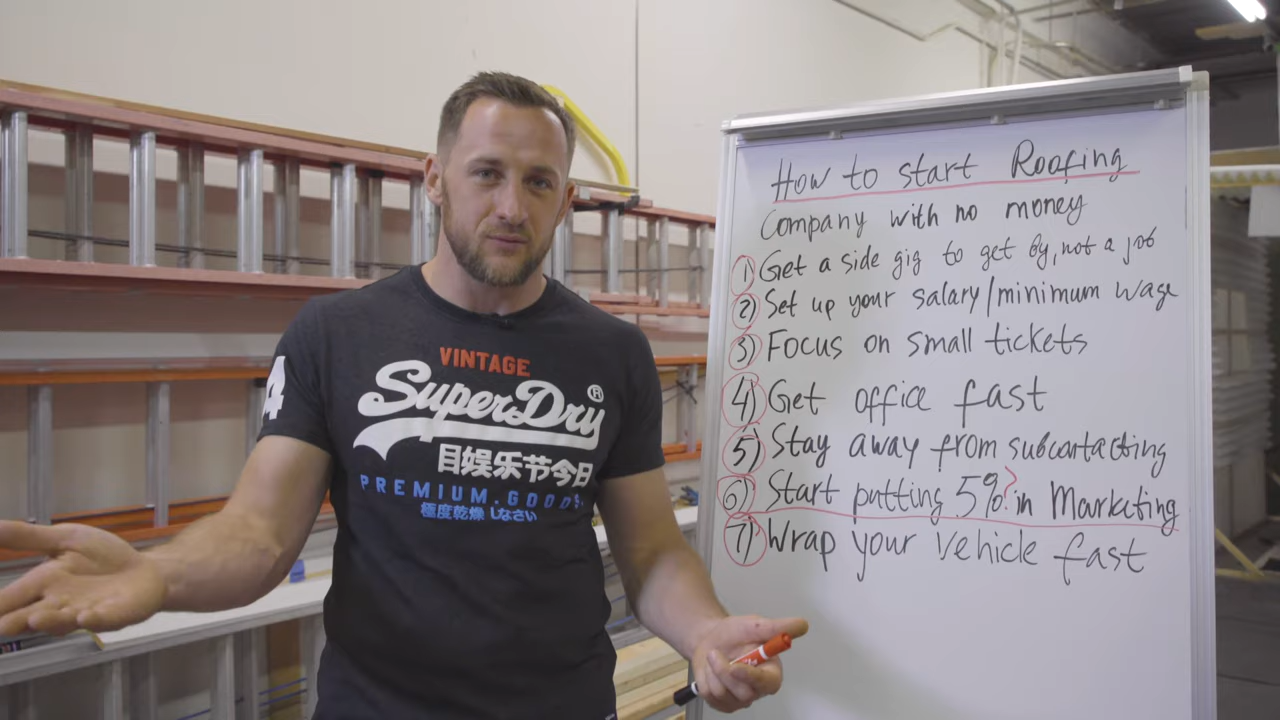 VINTAGE
SuperDry®
目娱乐节今日
PREMIUM.GOODS.
極度乾燥 しなさい
4
How to start Roofing
Company with no money
1) Get a side gig to get by, not a job
2) Set up your salary/minimum wage
3) Focus on small tickets
4) Get office fast
5) Stay away from subcontacting
6) Start putting 5%? in Marketing
7) Wrap your vehicle fast